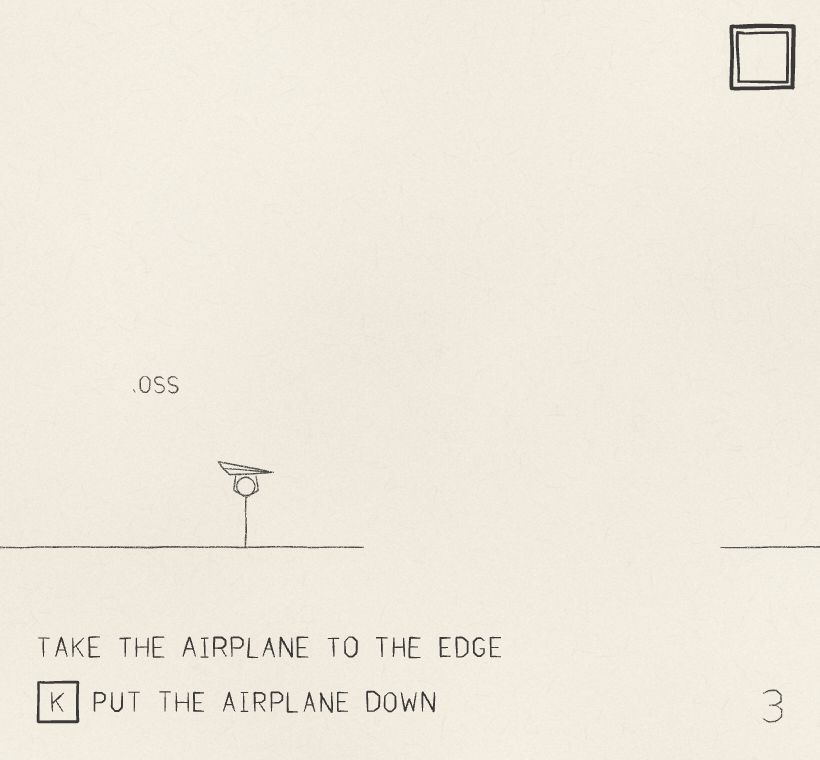 .OSS
TAKE THE AIRPLANE TO THE EDGE
K PUT THE AIRPLANE DOWN
3